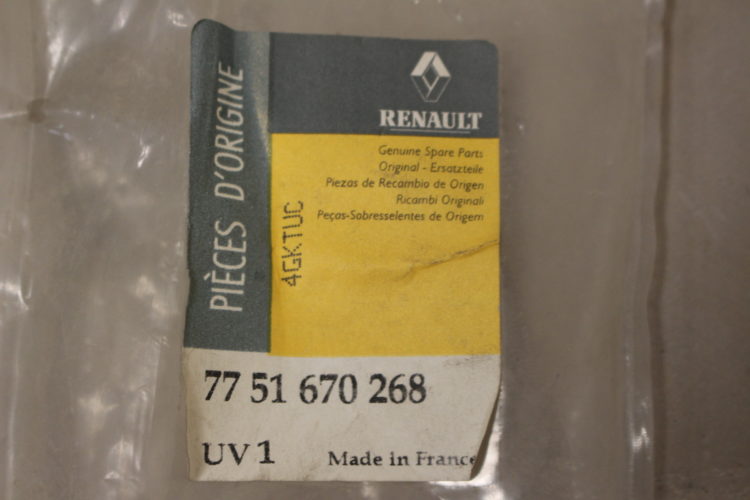 PIÈCES D'ORIGINE
RENAULT
Genuine Spare Parts
Original - Ersatzteile
Piezas de Recambio de Origen
Ricambi Originali
Peças-Sobresselentes de Origem
4GKTUC
77 51 670 268
UV1 Made in France